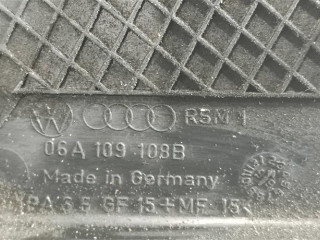 R5M 1
06A 109 108B
Made in Germany
PA 6.6 GF 15+MF 15<